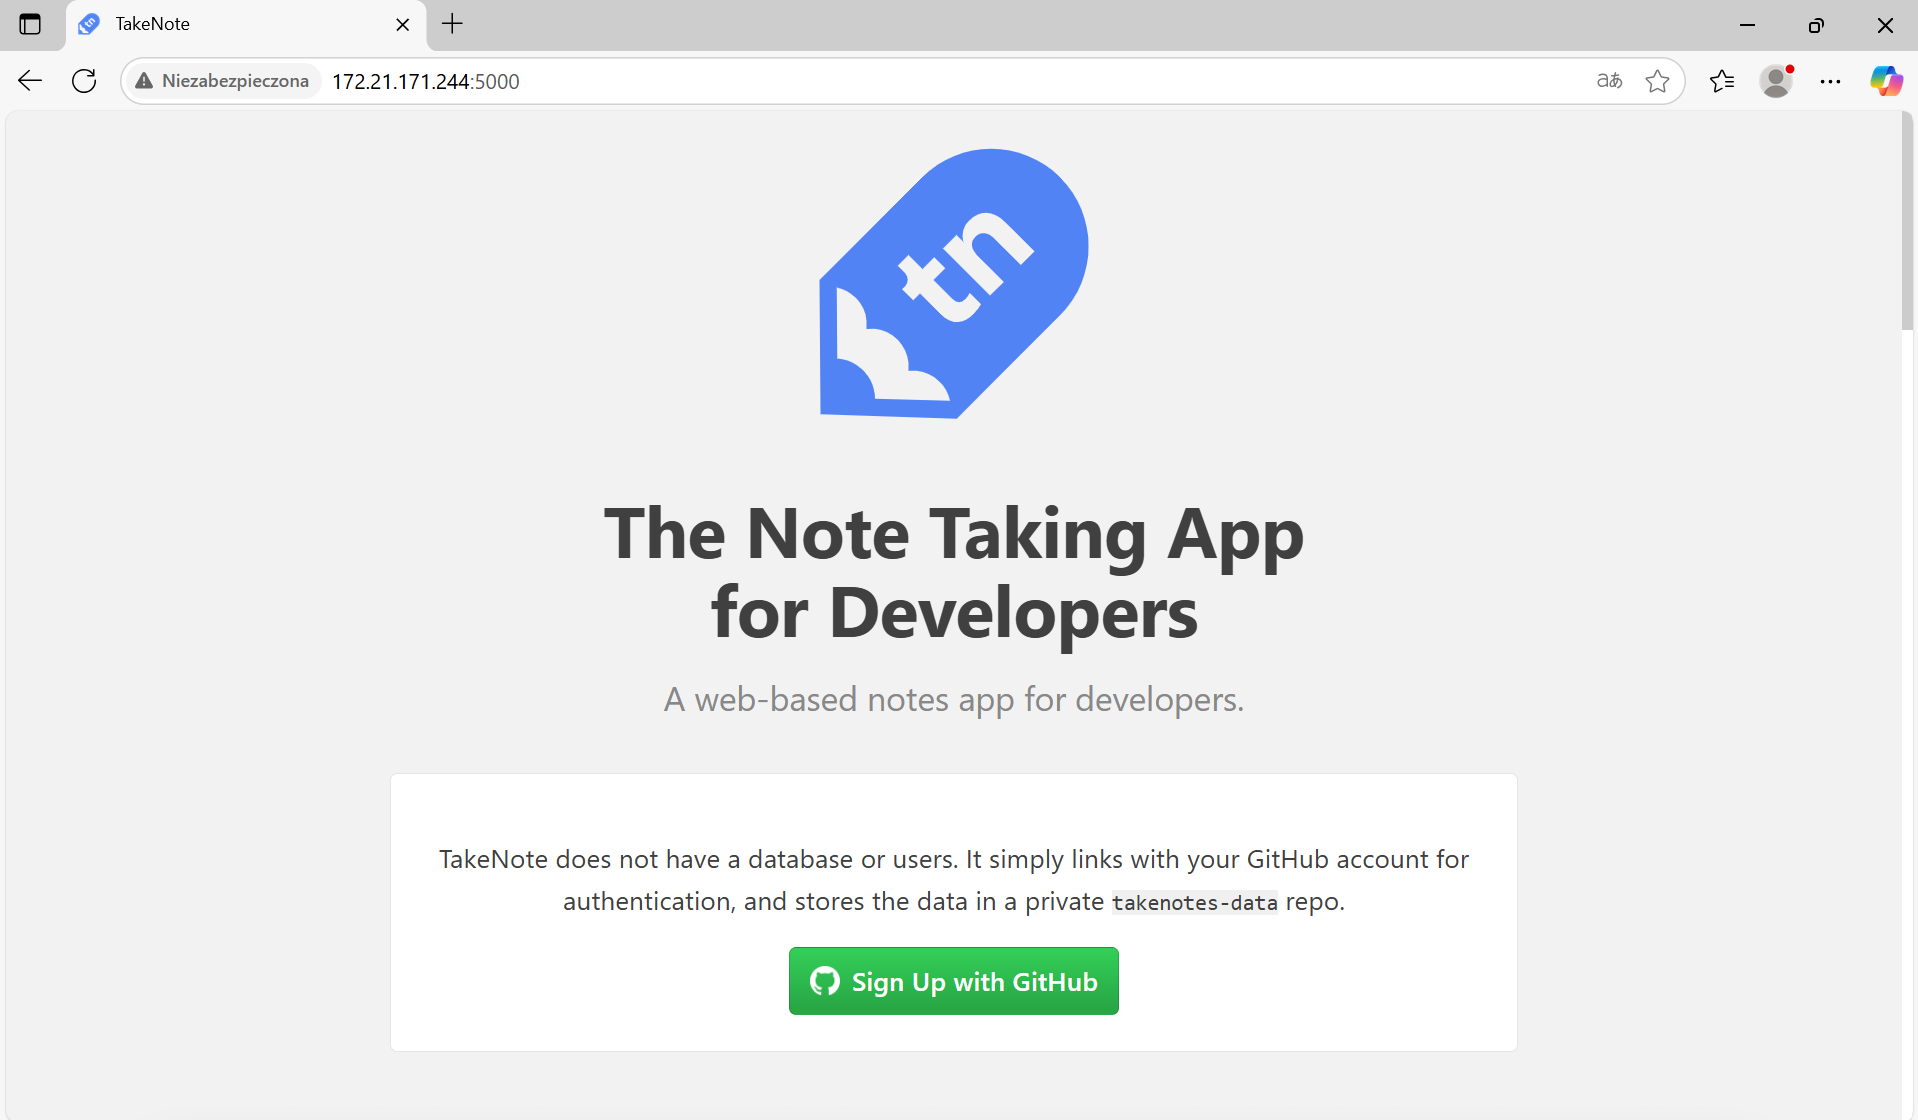 TakeNote
Niezabezpieczona 172.21.171.244:5000
aあ
tn
The Note Taking App
for Developers
A web-based notes app for developers.
TakeNote does not have a database or users. It simply links with your GitHub account for
authentication, and stores the data in a private takenotes-data repo.
Sign Up with GitHub